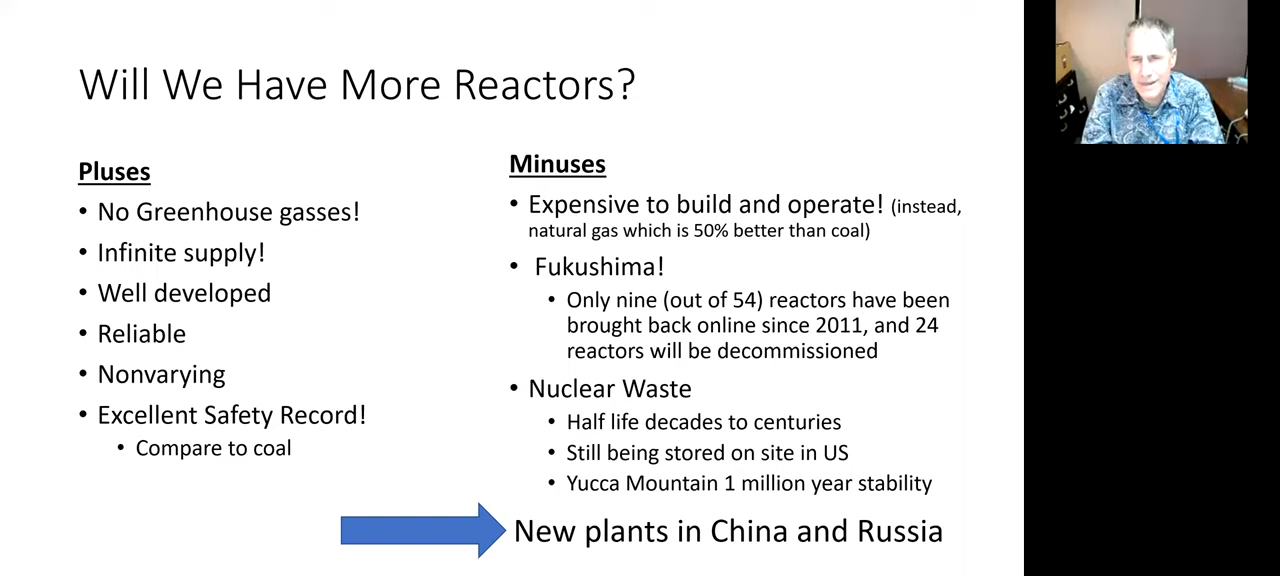 Will We Have More Reactors?
Pluses
• No Greenhouse gasses!
• Infinite supply!
• Well developed
• Reliable
• Nonvarying
• Excellent Safety Record!
• Compare to coal
Minuses
• Expensive to build and operate! (instead,
natural gas which is 50% better than coal)
• Fukushima!
• Only nine (out of 54) reactors have been
brought back online since 2011, and 24
reactors will be decommissioned
• Nuclear Waste
• Half life decades to centuries
• Still being stored on site in US
• Yucca Mountain 1 million year stability
New plants in China and Russia